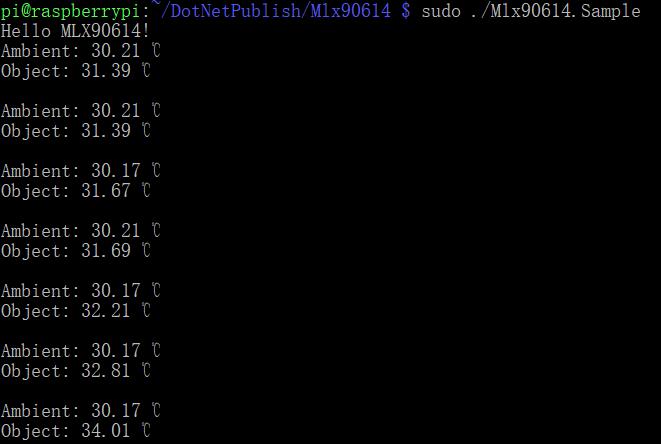 pi@raspberrypi:~/DotNetPublish/Mlx90614 $ sudo ./Mlx90614.Sample
Hello MLX90614!
Ambient: 30.21 ℃
Object: 31.39 ℃
Ambient: 30.21 ℃
Object: 31.39 ℃
Ambient: 30.17 ℃
Object: 31.67 ℃
Ambient: 30.21 ℃
Object: 31.69 ℃
Ambient: 30.17 ℃
Object: 32.21 ℃
Ambient: 30.17 ℃
Object: 32.81 ℃
Ambient: 30.17 ℃
Object: 34.01 ℃